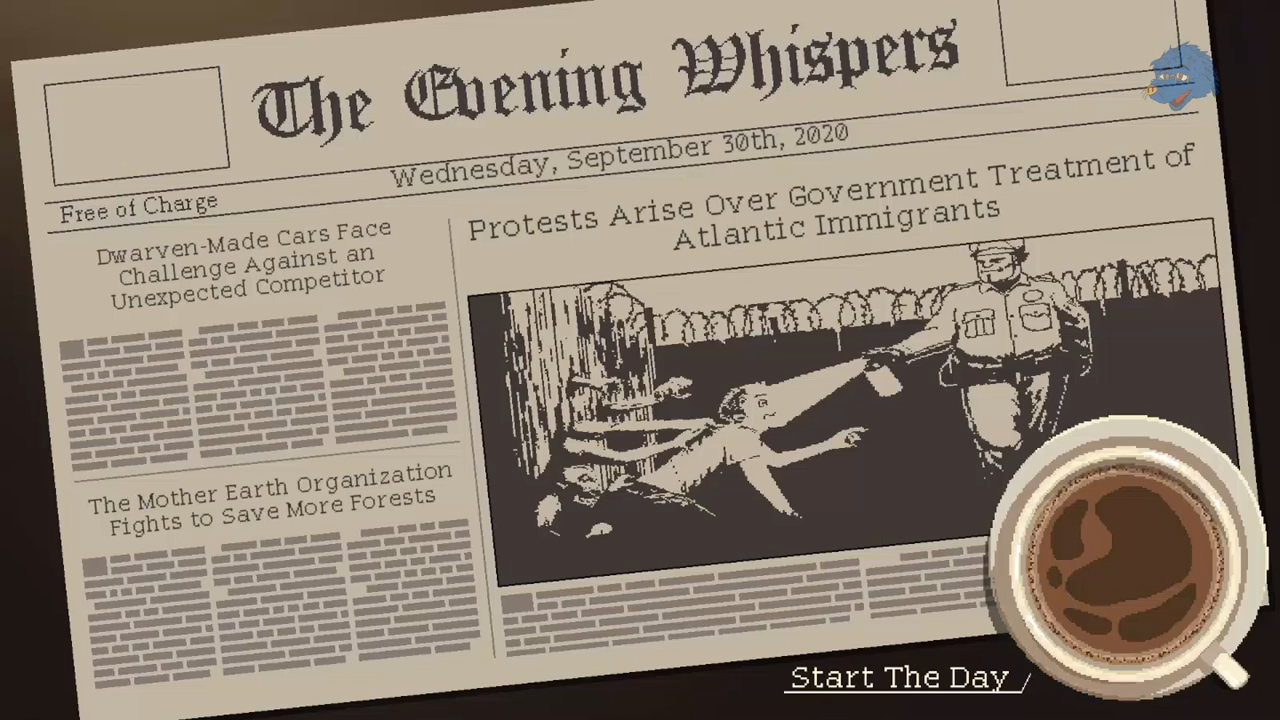 The Evening Whispers
Wednesday, September 30th, 2020
Free of Charge
Dwarven-Made Cars Face
Challenge Against an
Unexpected Competitor
The Mother Earth Organization
Fights to Save More Forests
Protests Arise Over Government Treatment of
Atlantic Immigrants
Start The Day